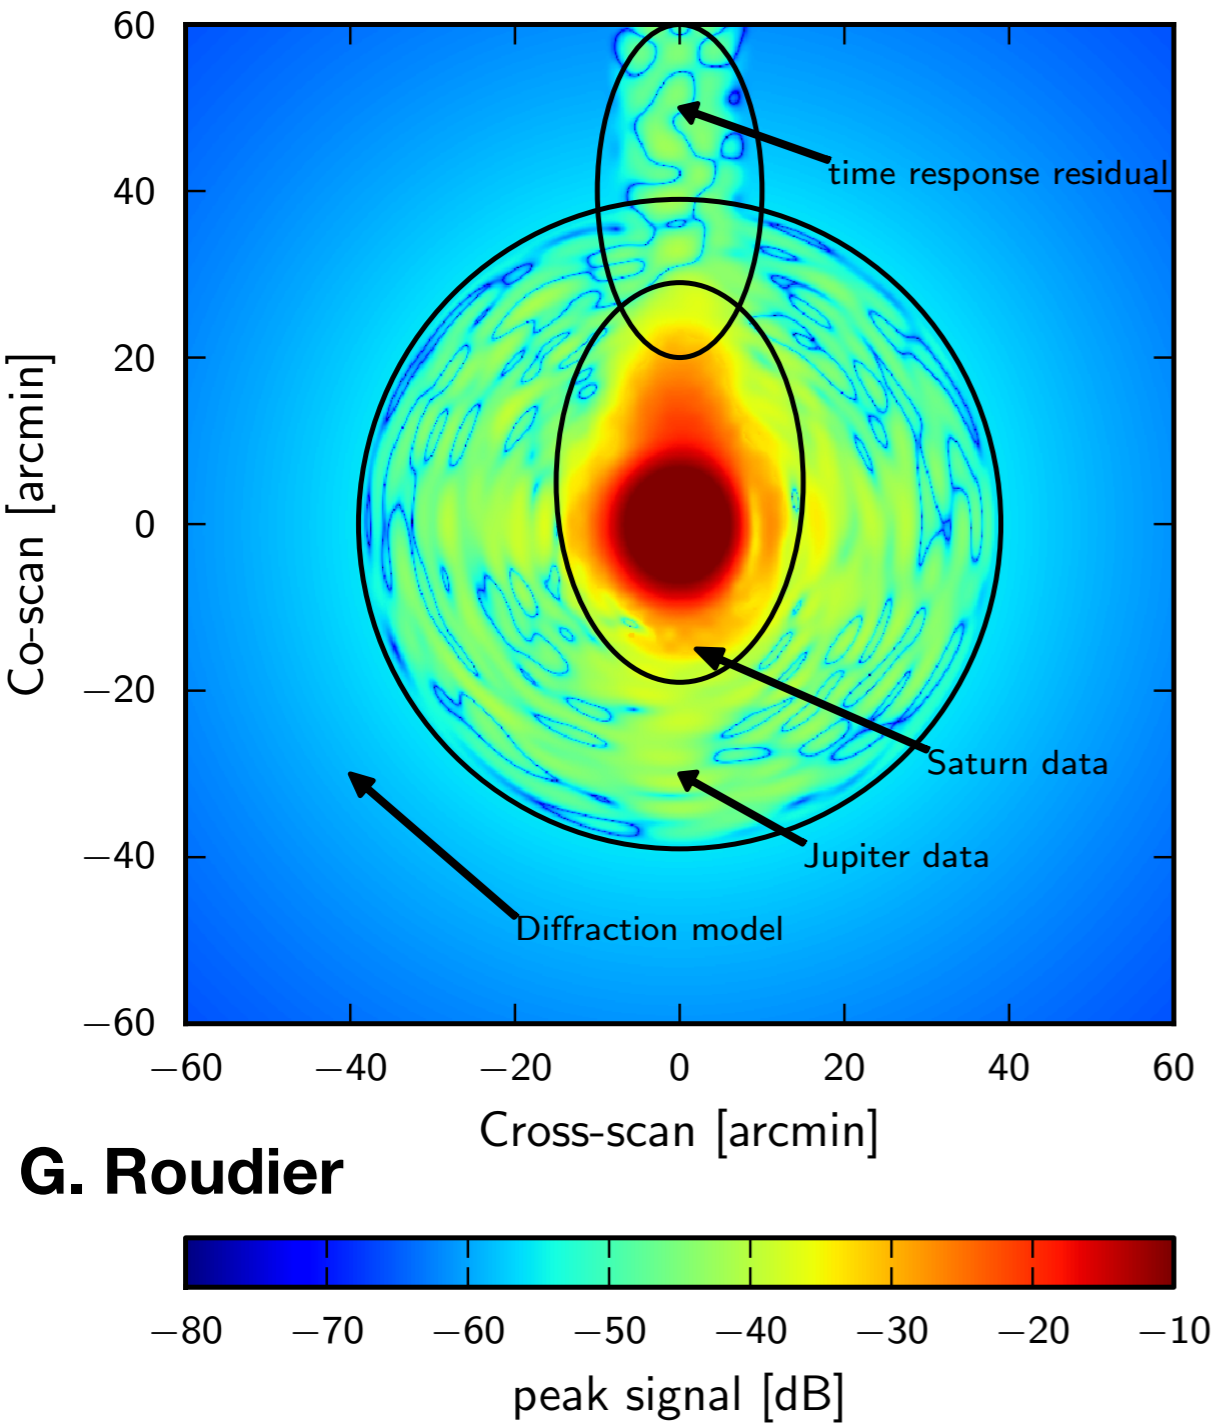 60
40
20
0
−20
−40
−60
Co-scan [arcmin]
time response residual
Saturn data
Jupiter data
Diffraction model
−60 −40 −20 0 20 40 60
Cross-scan [arcmin]
G. Roudier
−80 −70 −60 −50 −40 −30 −20 −10
peak signal [dB]